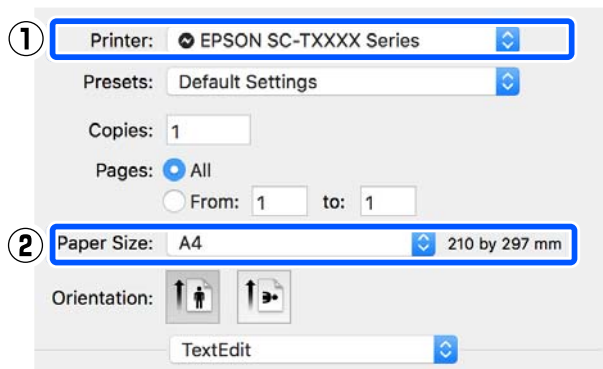 ① Printer: EPSON SC-TXXXX Series
Presets: Default Settings
Copies: 1
Pages: All
From: 1 to: 1
② Paper Size: A4 210 by 297 mm
Orientation:
TextEdit